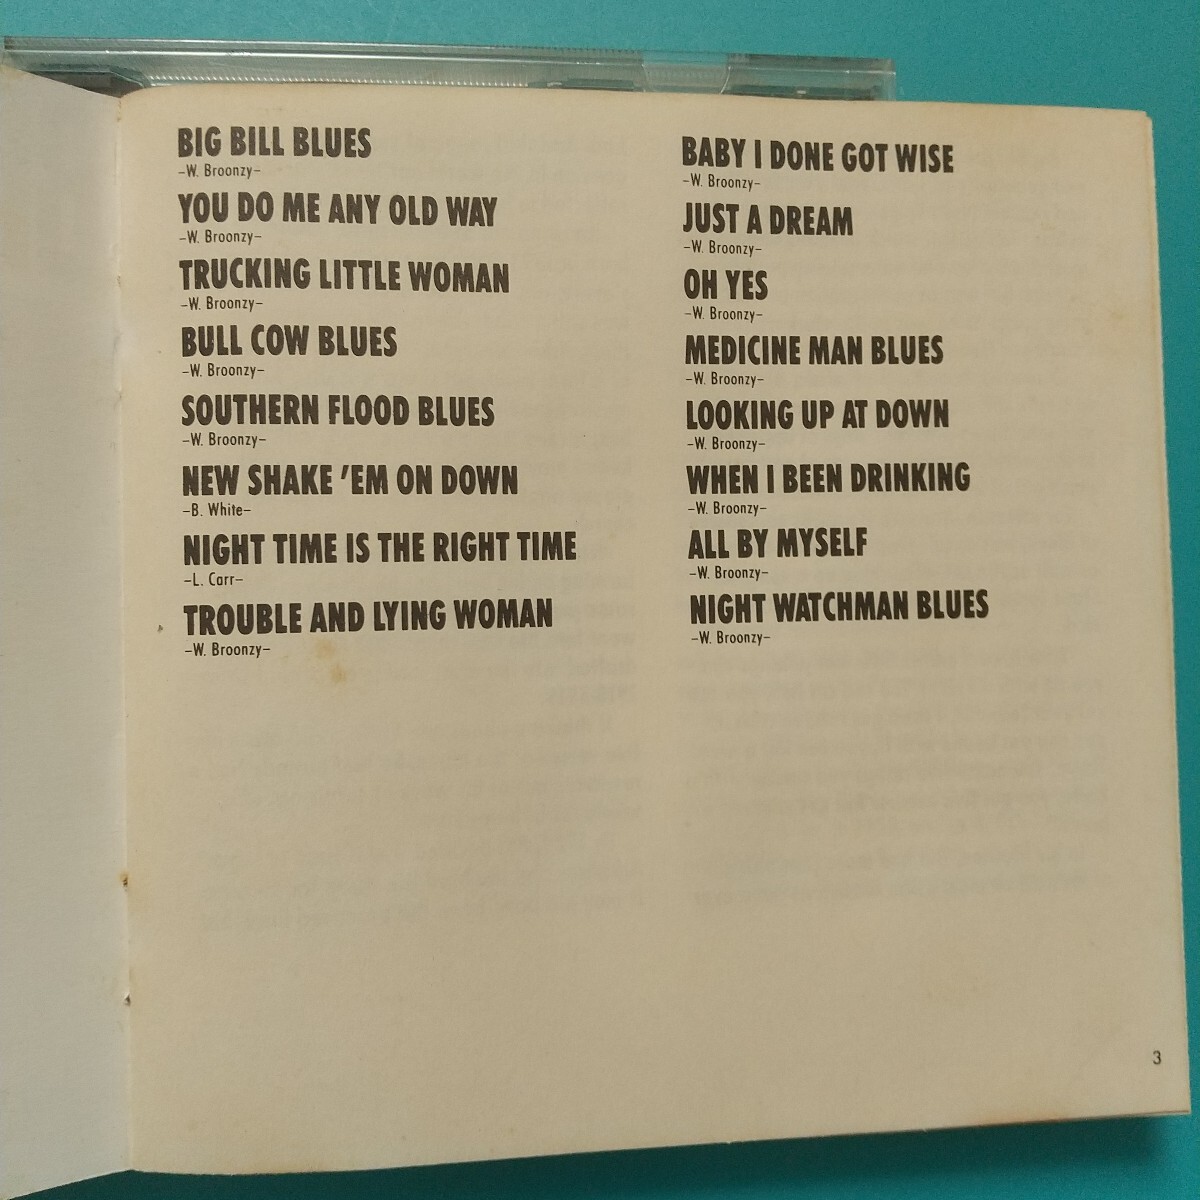 BIG BILL BLUES
–W. Broonzy–
YOU DO ME ANY OLD WAY
–W. Broonzy–
TRUCKING LITTLE WOMAN
–W. Broonzy–
BULL COW BLUES
–W. Broonzy–
SOUTHERN FLOOD BLUES
–W. Broonzy–
NEW SHAKE 'EM ON DOWN
–B. White–
NIGHT TIME IS THE RIGHT TIME
–L. Carr–
TROUBLE AND LYING WOMAN
–W. Broonzy–
BABY I DONE GOT WISE
–W. Broonzy–
JUST A DREAM
–W. Broonzy–
OH YES
–W. Broonzy–
MEDICINE MAN BLUES
–W. Broonzy–
LOOKING UP AT DOWN
–W. Broonzy–
WHEN I BEEN DRINKING
–W. Broonzy–
ALL BY MYSELF
–W. Broonzy–
NIGHT WATCHMAN BLUES
–W. Broonzy–
3